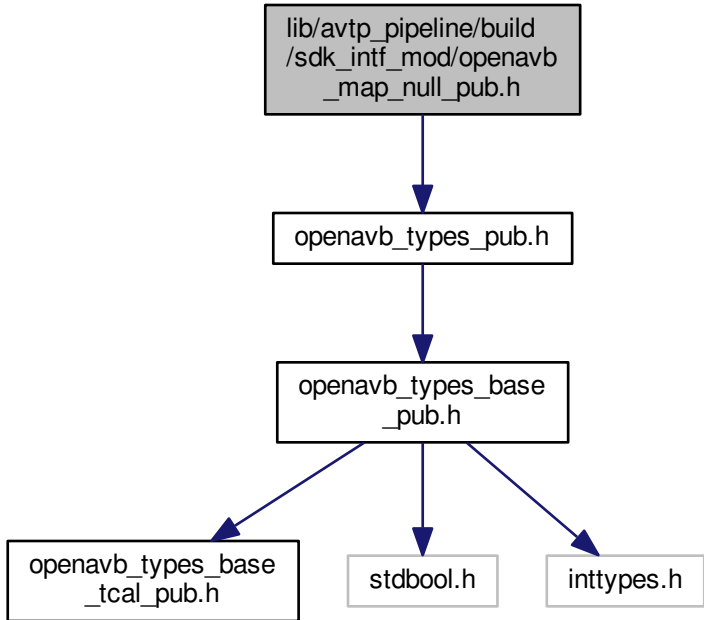 lib/avtp_pipeline/build
/sdk_intf_mod/openavb
_map_null_pub.h
openavb_types_pub.h
openavb_types_base
_pub.h
openavb_types_base
_tcal_pub.h
stdbool.h
inttypes.h